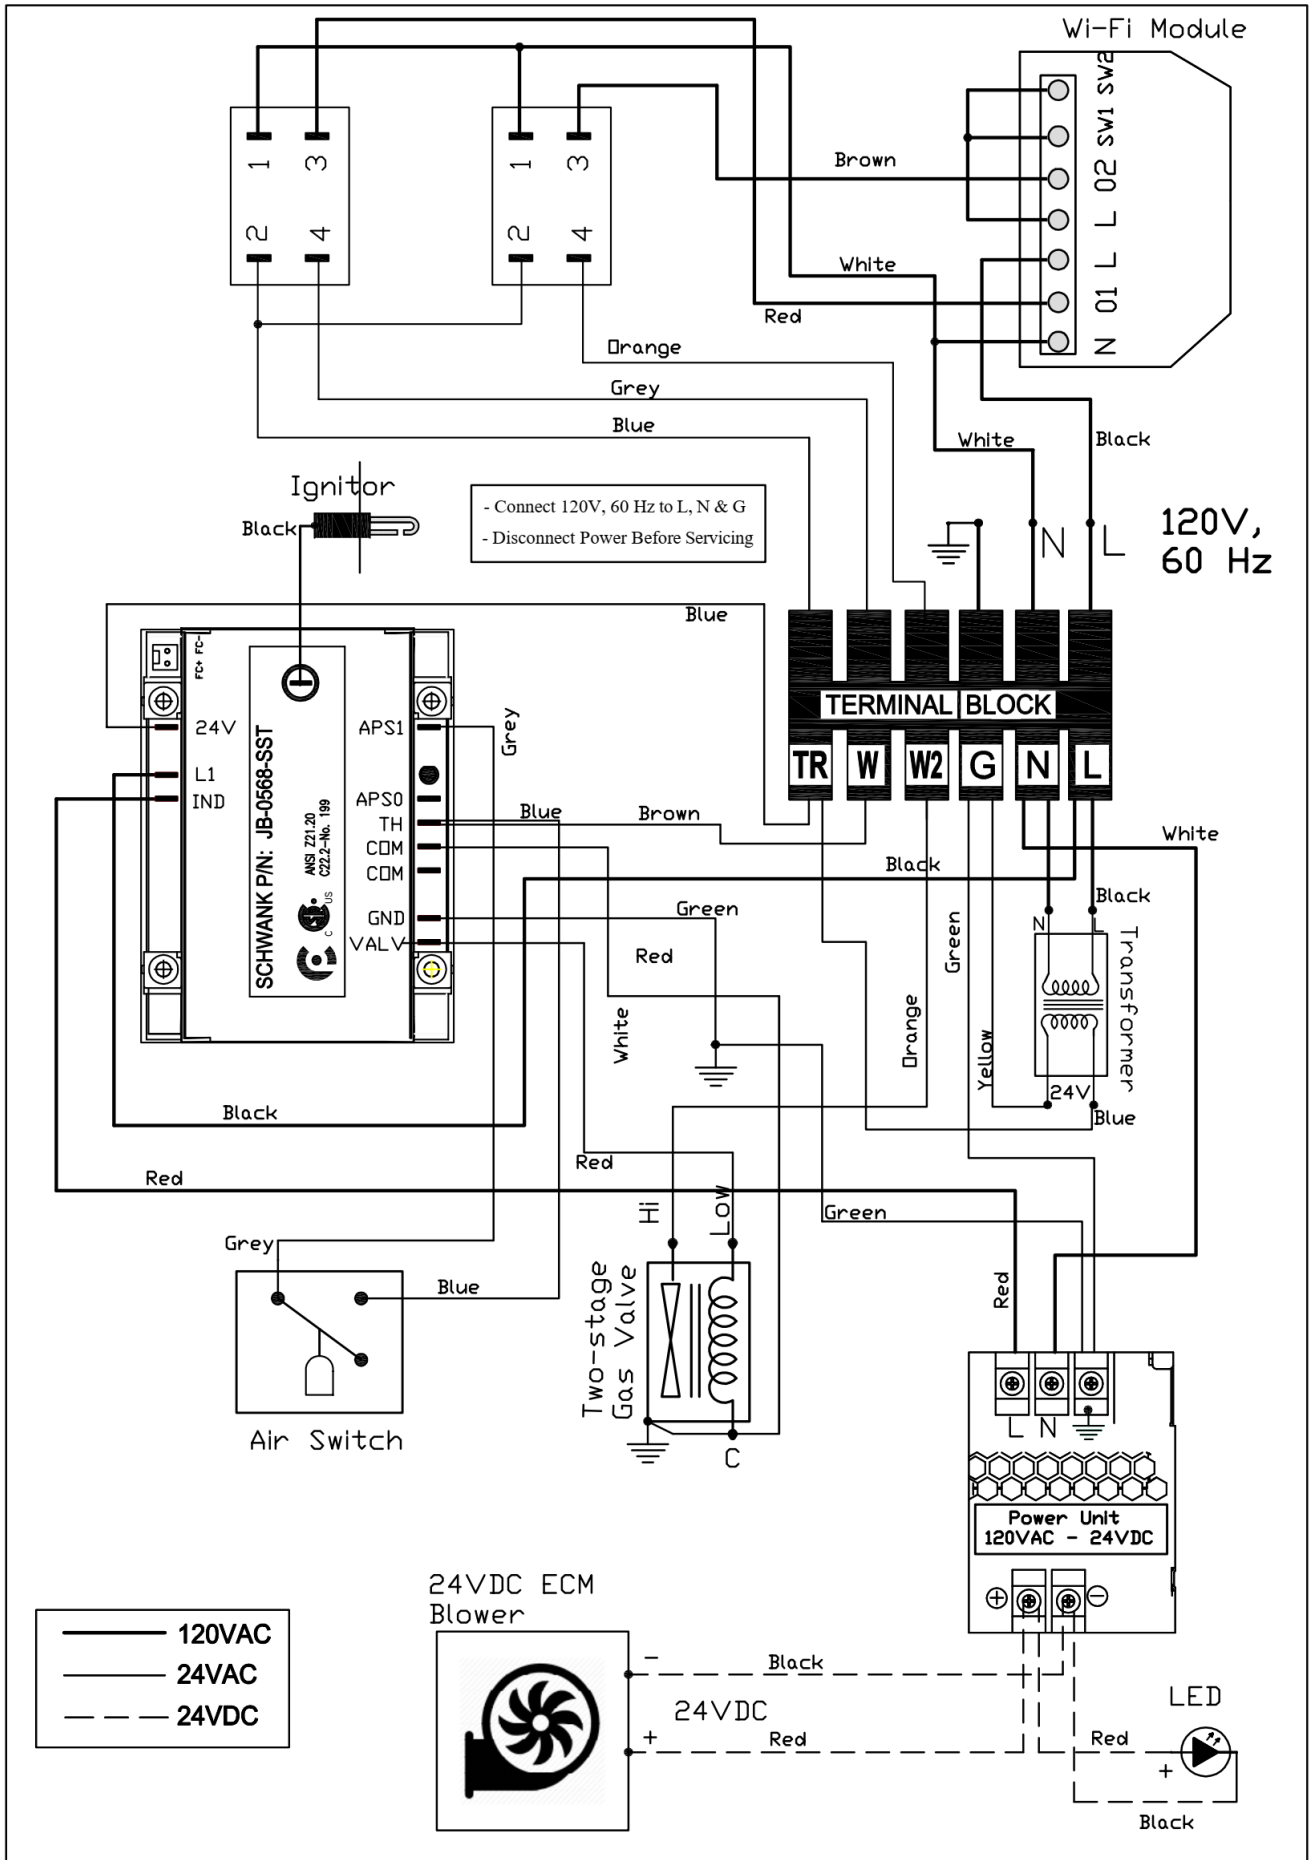 Wi-Fi Module
SW2
SW1
O2
L
L
O1
N
1
3
2
4
1
3
2
4
Brown
White
Red
Orange
Grey
Blue
White
Black
Ignitor
Black
- Connect 120V, 60 Hz to L, N & G
- Disconnect Power Before Servicing
N
L
120V,
60 Hz
Blue
TERMINAL BLOCK
TR
W
W2
G
N
L
FC+ FC-
24V
L1
IND
SCHWANK P/N: JB-0568-SST
ANSI Z21.20
C22.2-No. 199
C
US
APS1
APS0
TH
COM
COM
GND
VALV
Grey
Blue
Brown
White
Black
Black
Green
Red
White
Green
Orange
Yellow
N
L
Transformer
24V
Blue
Black
Red
Red
Green
Red
Grey
Blue
Hi
Low
Two-stage
Gas Valve
C
Air Switch
L
N
Power Unit
120VAC - 24VDC
+
-
24VDC ECM
Blower
-
Black
24VDC
+
Red
Red
+
LED
Black
120VAC
24VAC
24VDC